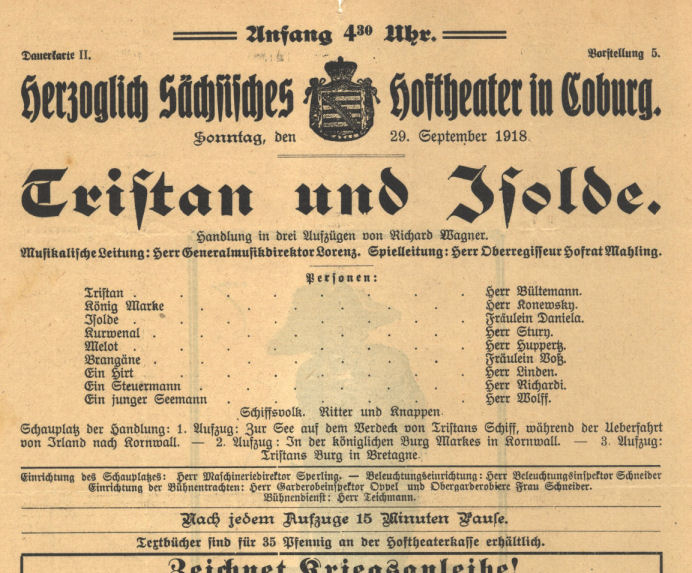 Anfang 4³⁰ Uhr.
Dauerkarte II. Vorstellung 5.
Herzoglich Sächsisches Hoftheater in Coburg.
Sonntag, den 29. September 1918.
Tristan und Isolde.
Handlung in drei Aufzügen von Richard Wagner.
Musikalische Leitung: Herr Generalmusikdirektor Lorenz. Spielleitung: Herr Oberregisseur Hofrat Mahling.
Personen:
Tristan . . . . . . . . . . Herr Bültemann.
König Marke . . . . . . . . . Herr Konewsky.
Isolde . . . . . . . . . . Fräulein Daniela.
Kurwenal . . . . . . . . . Herr Stury.
Melot . . . . . . . . . . Herr Huppertz.
Brangäne . . . . . . . . . Fräulein Voß.
Ein Hirt . . . . . . . . . . Herr Linden.
Ein Steuermann . . . . . . . . Herr Richardi.
Ein junger Seemann . . . . . . . Herr Wolff.
Schiffsvolk. Ritter und Knappen.
Schauplatz der Handlung: 1. Aufzug: Zur See auf dem Verdeck von Tristans Schiff, während der Ueberfahrt
von Irland nach Kornwall. — 2. Aufzug: In der königlichen Burg Markes in Kornwall. — 3. Aufzug:
Tristans Burg in Bretagne.
Einrichtung des Schauplatzes: Herr Maschineriedirektor Sperling. — Beleuchtungseinrichtung: Herr Beleuchtungsinspektor Schneider
Einrichtung der Bühnentrachten: Herr Garderobeinspektor Oppel und Obergarderobiere Frau Schneider.
Bühnendienst: Herr Teichmann.
Nach jedem Aufzuge 15 Minuten Pause.
Textbücher sind für 35 Pfennig an der Hoftheaterkasse erhältlich.
Zeichnet Kriegsanleihe!